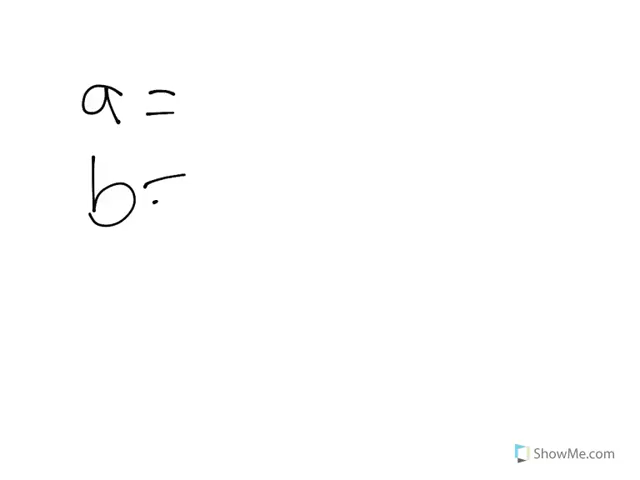 a =
b =
ShowMe.com